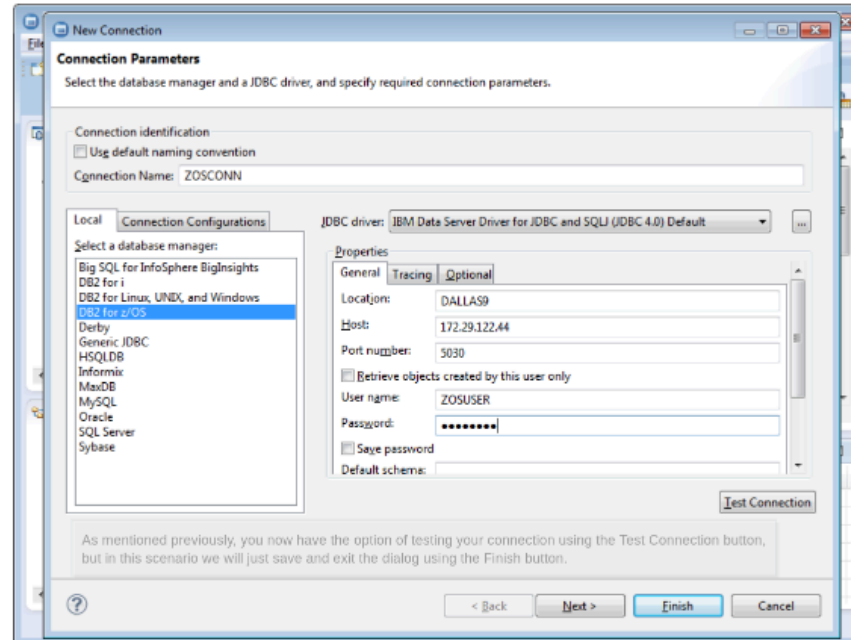 New Connection
File
Connection Parameters
Select the database manager and a JDBC driver, and specify required connection parameters.
Connection identification
Use default naming convention
Connection Name: ZOSCONN
Local
Connection Configurations
JDBC driver: IBM Data Server Driver for JDBC and SQLJ (JDBC 4.0) Default
...
Select a database manager:
Big SQL for InfoSphere BigInsights
DB2 for i
DB2 for Linux, UNIX, and Windows
DB2 for z/OS
Derby
Generic JDBC
HSQLDB
Informix
MaxDB
MySQL
Oracle
SQL Server
Sybase
Properties
General Tracing Optional
Location: DALLAS9
Host: 172.29.122.44
Port number: 5030
Retrieve objects created by this user only
User name: ZOSUSER
Password: ●●●●●●●●
Save password
Default schema:
Test Connection
As mentioned previously, you now have the option of testing your connection using the Test Connection button,
but in this scenario we will just save and exit the dialog using the Finish button.
?
< Back Next > Finish Cancel